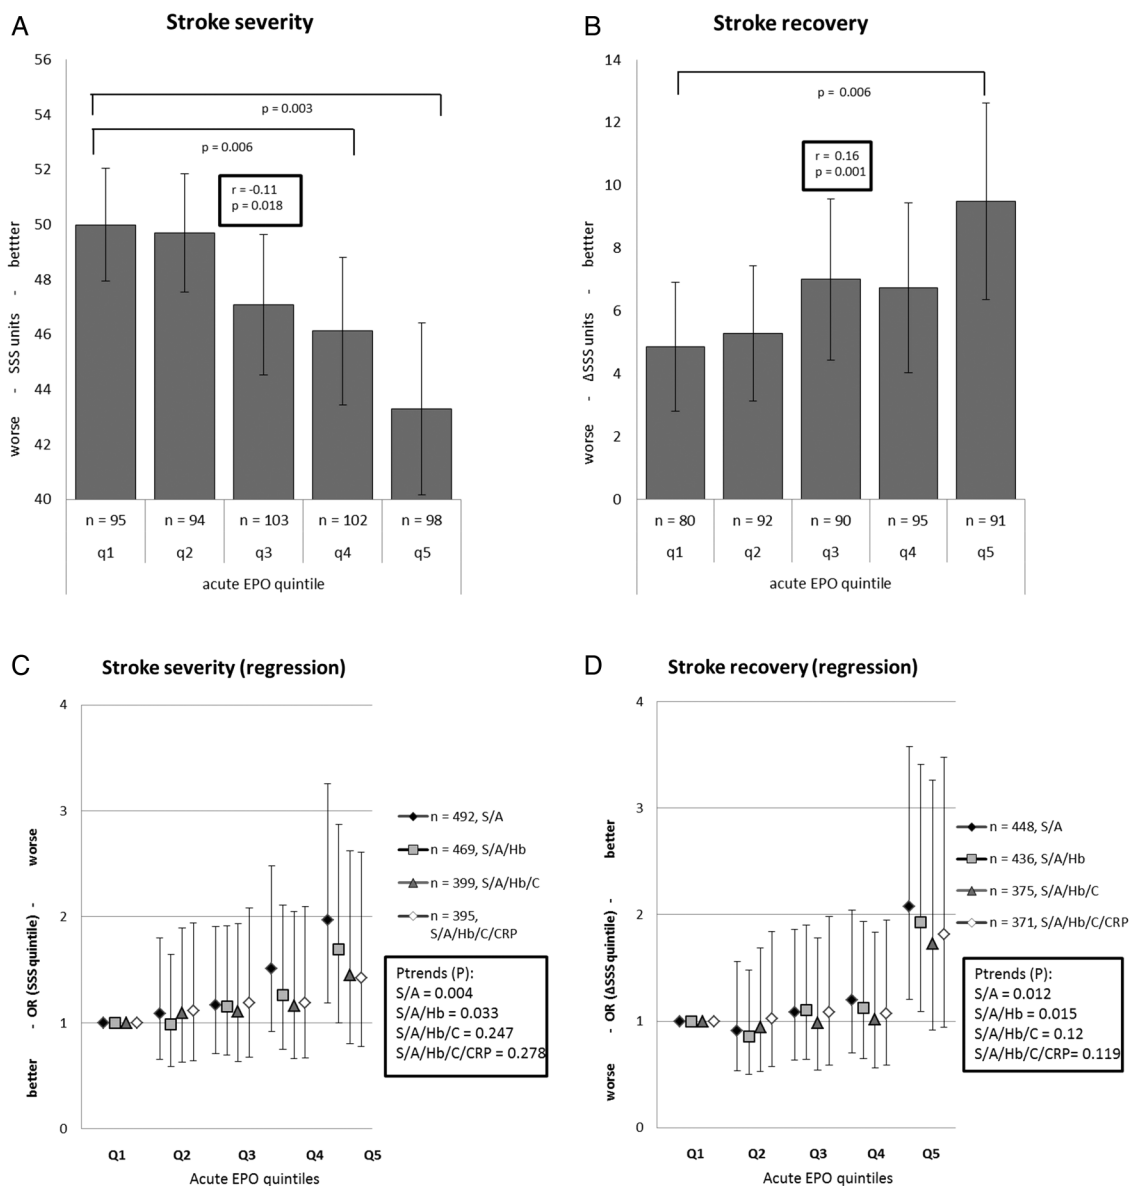 A
Stroke severity
56
54
52
50
48
46
44
42
40
worse - SSS units - bettter
p = 0.003
p = 0.006
r = -0.11
p = 0.018
n = 95 n = 94 n = 103 n = 102 n = 98
q1 q2 q3 q4 q5
acute EPO quintile
B
Stroke recovery
14
12
10
8
6
4
2
0
worse - ΔSSS units - bettter
p = 0.006
r = 0.16
p = 0.001
n = 80 n = 92 n = 90 n = 95 n = 91
q1 q2 q3 q4 q5
acute EPO quintile
C
Stroke severity (regression)
4
3
2
1
0
better - OR (SSS quintile) - worse
n = 492, S/A
n = 469, S/A/Hb
n = 399, S/A/Hb/C
n = 395,
S/A/Hb/C/CRP
Ptrends (P):
S/A = 0.004
S/A/Hb = 0.033
S/A/Hb/C = 0.247
S/A/Hb/C/CRP = 0.278
Q1 Q2 Q3 Q4 Q5
Acute EPO quintiles
D
Stroke recovery (regression)
4
3
2
1
0
worse - OR (ΔSSS quintile) - better
n = 448, S/A
n = 436, S/A/Hb
n = 375, S/A/Hb/C
n = 371, S/A/Hb/C/CRP
Ptrends (P):
S/A = 0.012
S/A/Hb = 0.015
S/A/Hb/C = 0.12
S/A/Hb/C/CRP= 0.119
Q1 Q2 Q3 Q4 Q5
Acute EPO quintiles